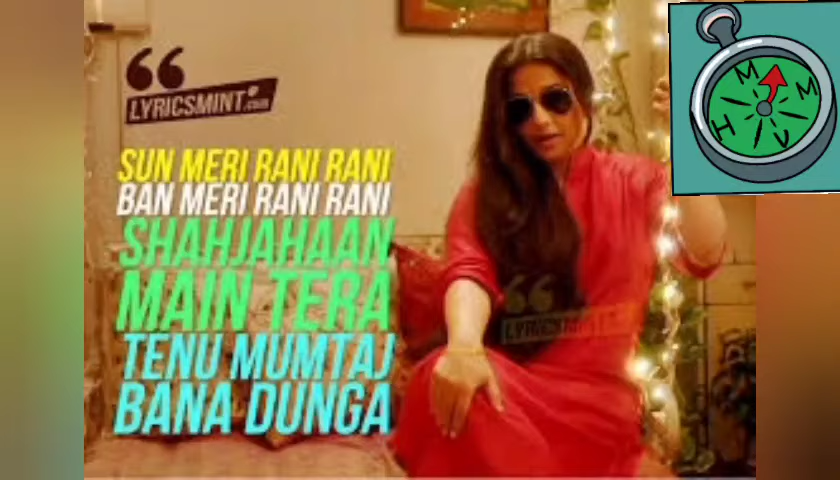 LYRICSMINT.com
SUN MERI RANI RANI
BAN MERI RANI RANI
SHAHJAHAAN
MAIN TERA
TENU MUMTAJ
BANA DUNGA
LYRICSMINT
M
M
H
V